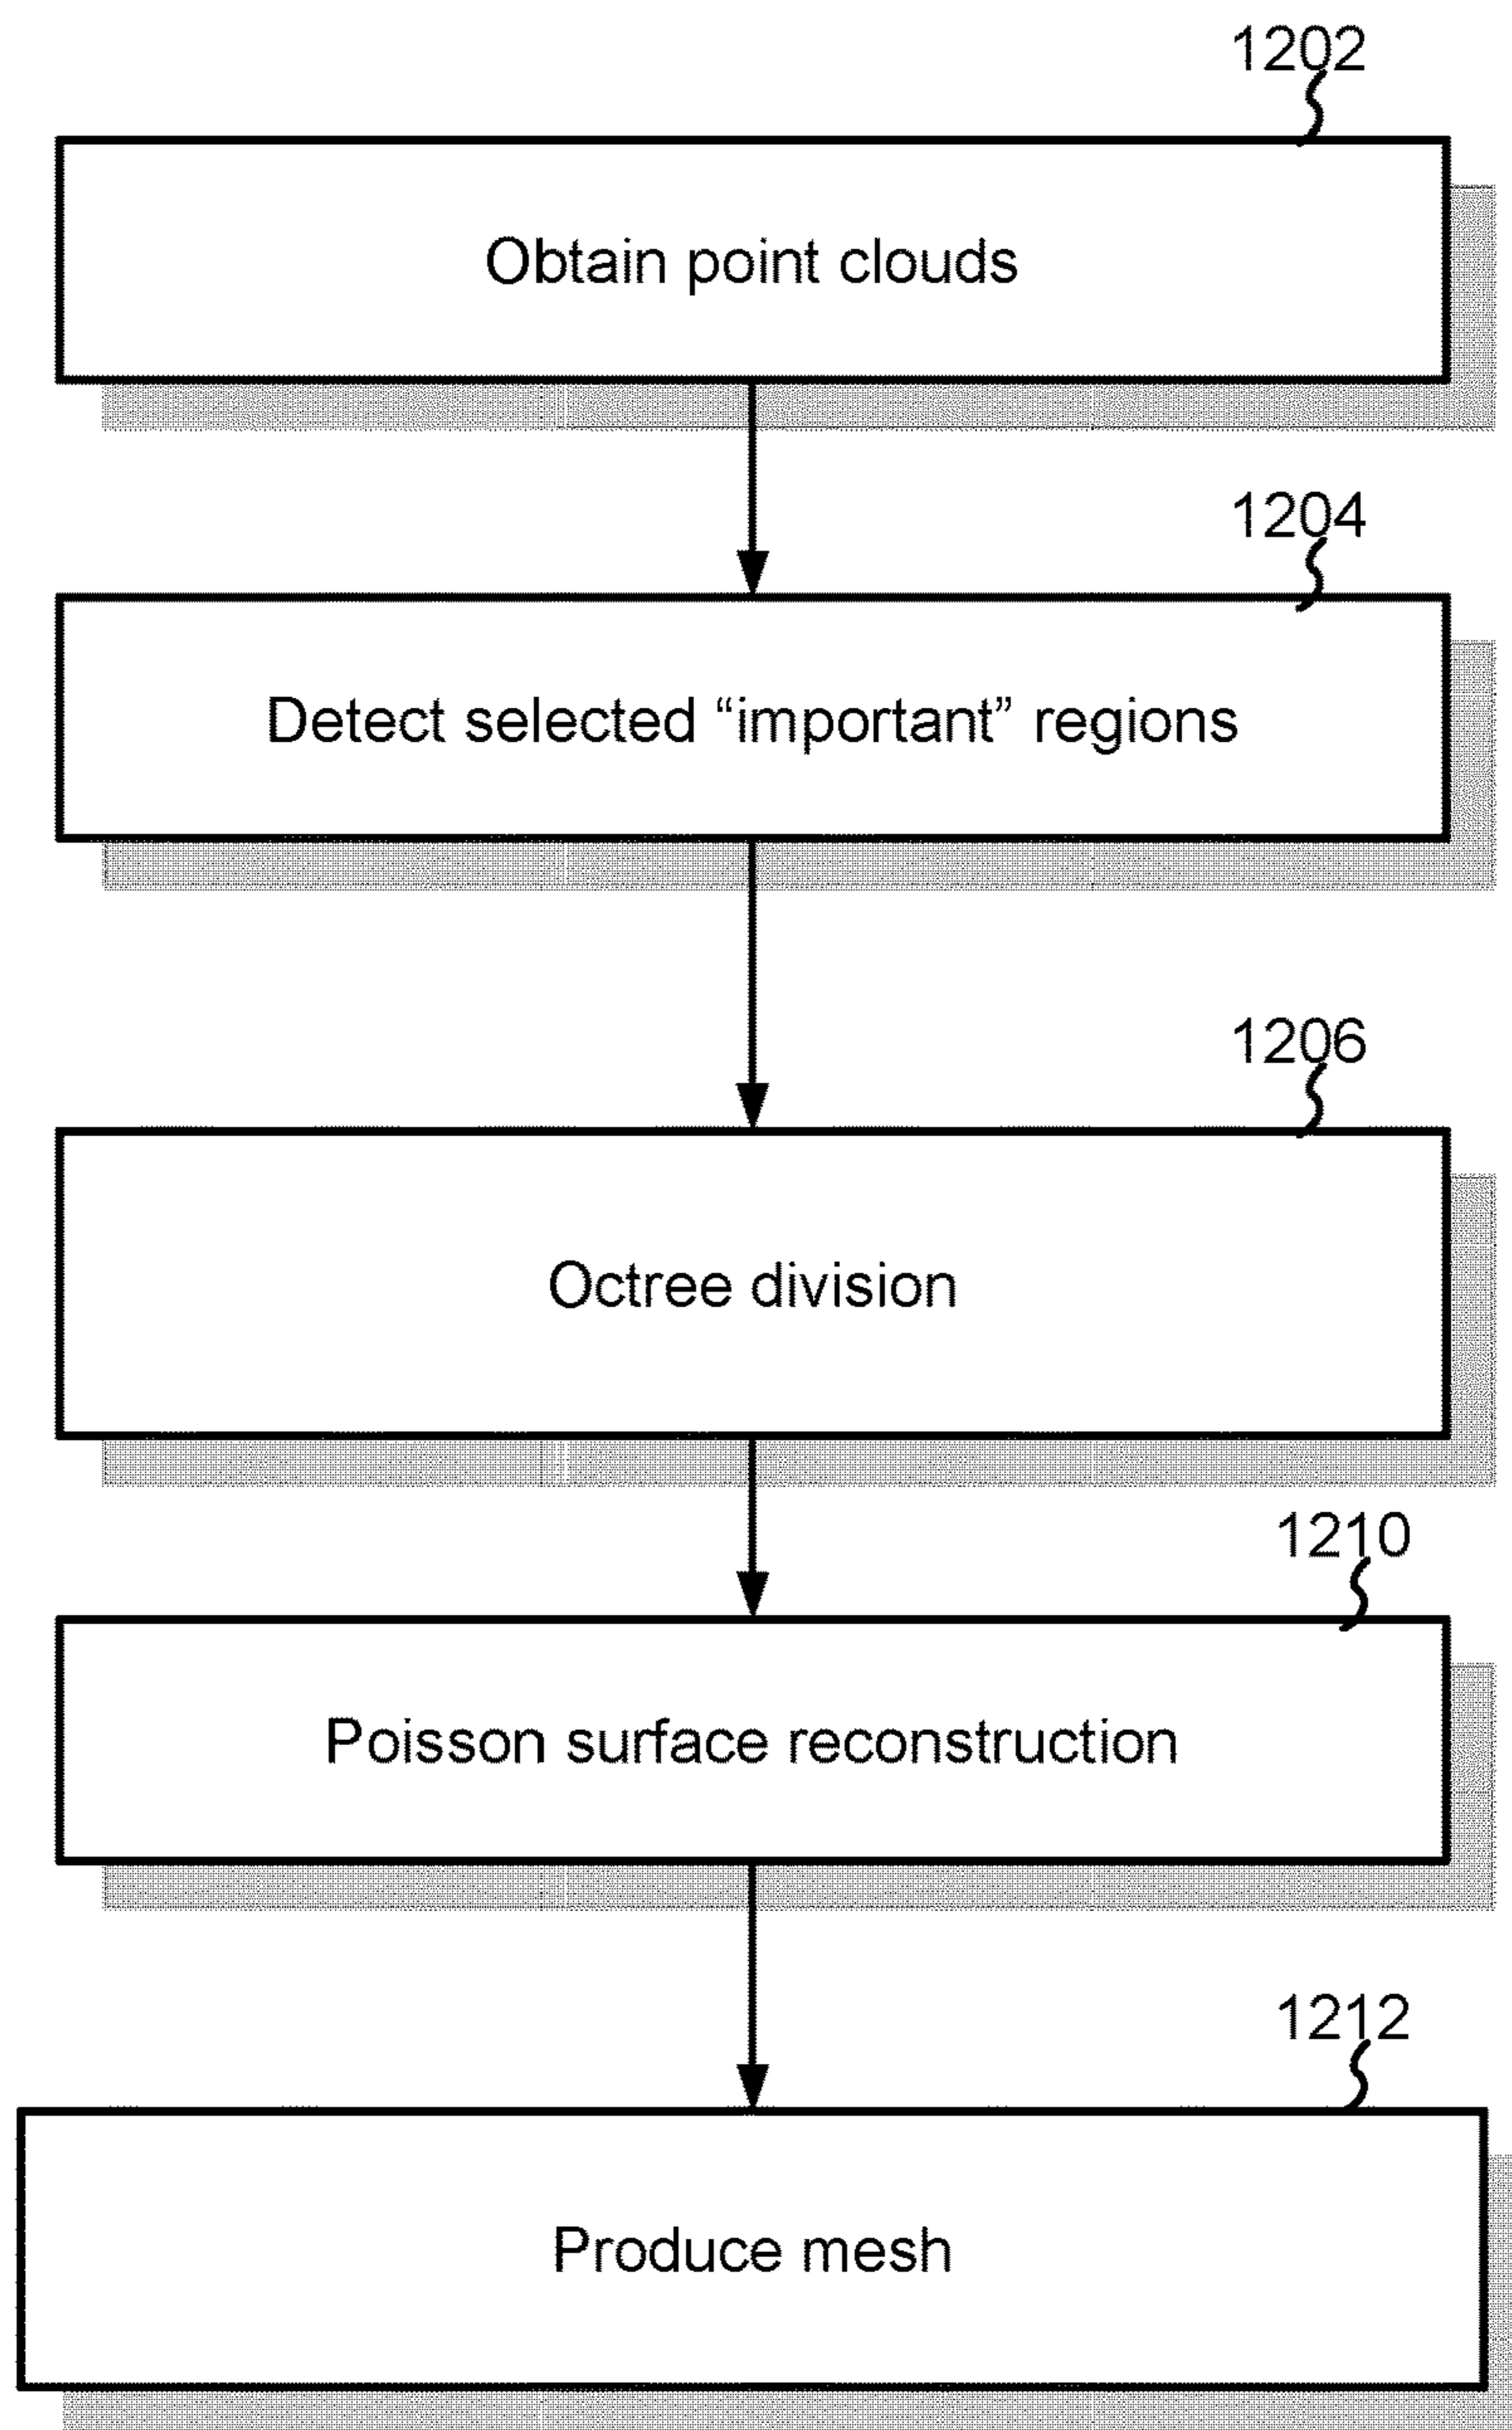 1202
Obtain point clouds
1204
Detect selected “important” regions
1206
Octree division
1210
Poisson surface reconstruction
1212
Produce mesh